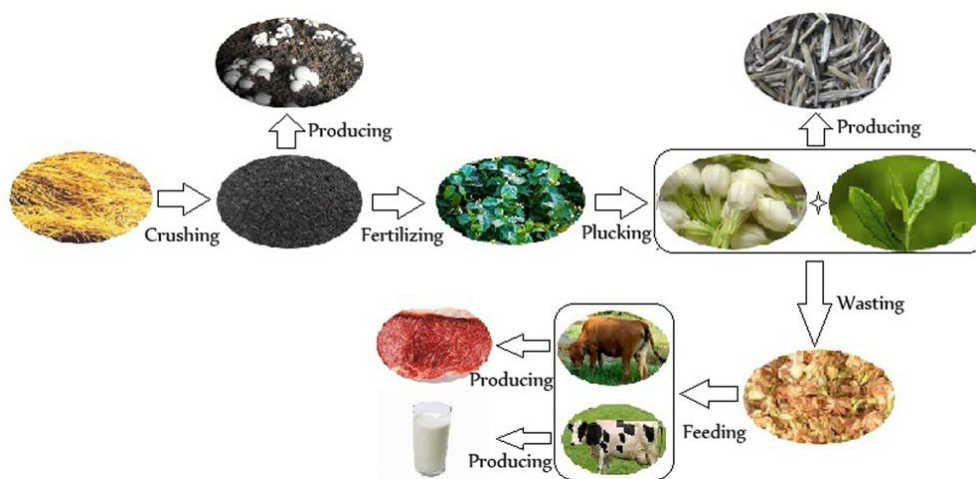 Producing
Producing
Crushing
Fertilizing
Plucking
Wasting
Producing
Feeding
Producing